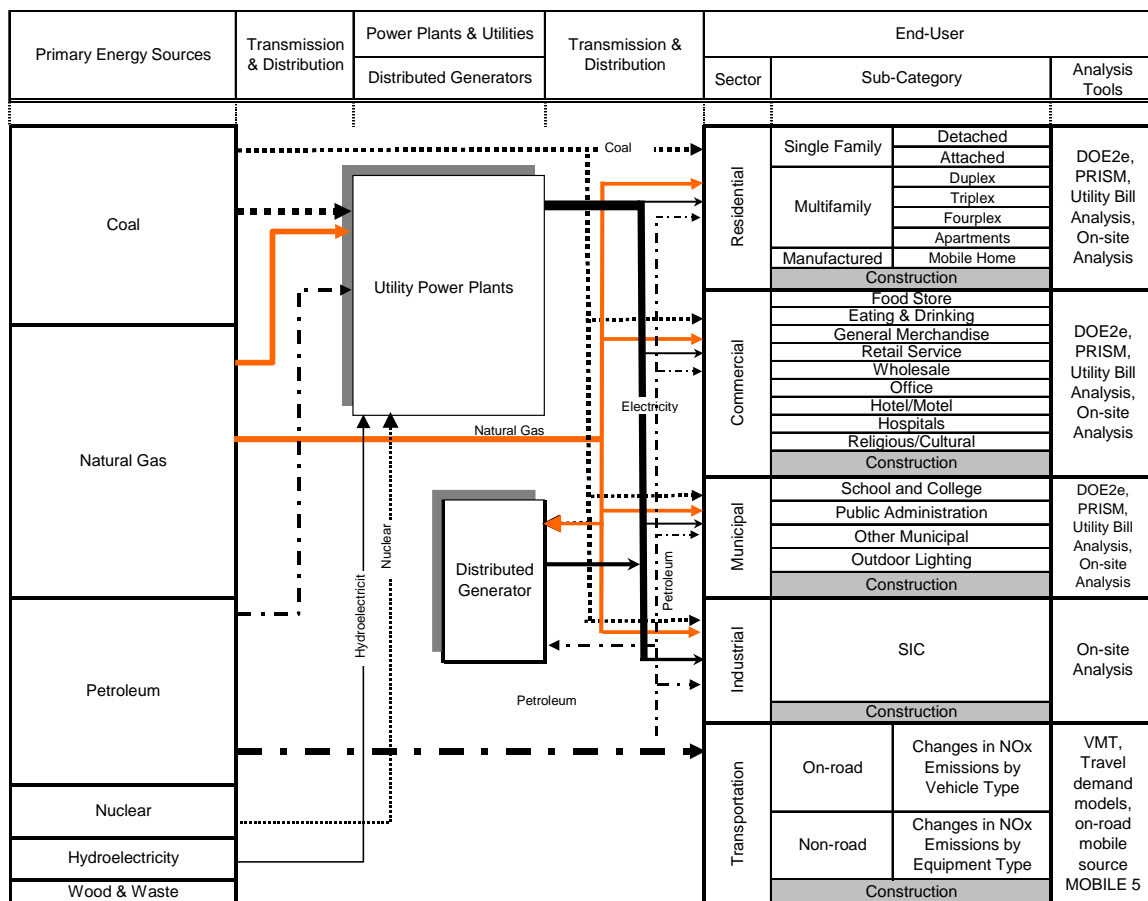 Primary Energy Sources
Transmission
& Distribution
Power Plants & Utilities
Distributed Generators
Transmission &
Distribution
End-User
Sector
Sub-Category
Analysis
Tools
Coal
Natural Gas
Petroleum
Nuclear
Hydroelectricity
Wood & Waste
Utility Power Plants
Distributed
Generator
Coal
Natural Gas
Electricity
Nuclear
Hydroelectricit
Petroleum
Petroleum
Residential
Single Family
Detached
Attached
Multifamily
Duplex
Triplex
Fourplex
Apartments
Manufactured
Mobile Home
Construction
DOE2e,
PRISM,
Utility Bill
Analysis,
On-site
Analysis
Commercial
Food Store
Eating & Drinking
General Merchandise
Retail Service
Wholesale
Office
Hotel/Motel
Hospitals
Religious/Cultural
Construction
DOE2e,
PRISM,
Utility Bill
Analysis,
On-site
Analysis
Municipal
School and College
Public Administration
Other Municipal
Outdoor Lighting
Construction
DOE2e,
PRISM,
Utility Bill
Analysis,
On-site
Analysis
Industrial
SIC
Construction
On-site
Analysis
Transportation
On-road
Changes in NOx
Emissions by
Vehicle Type
Non-road
Changes in NOx
Emissions by
Equipment Type
Construction
VMT,
Travel
demand
models,
on-road
mobile
source
MOBILE 5